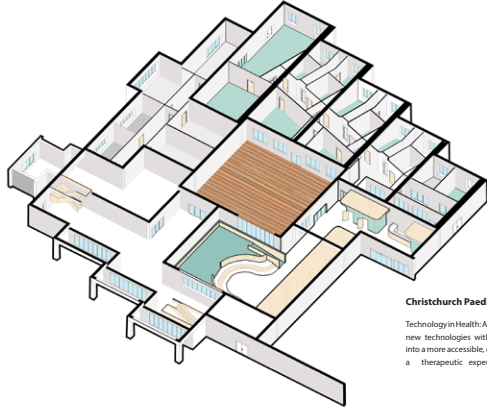 Christchurch Paed
Technology in Health: A
new technologies with
into a more accessible,
a therapeutic exper